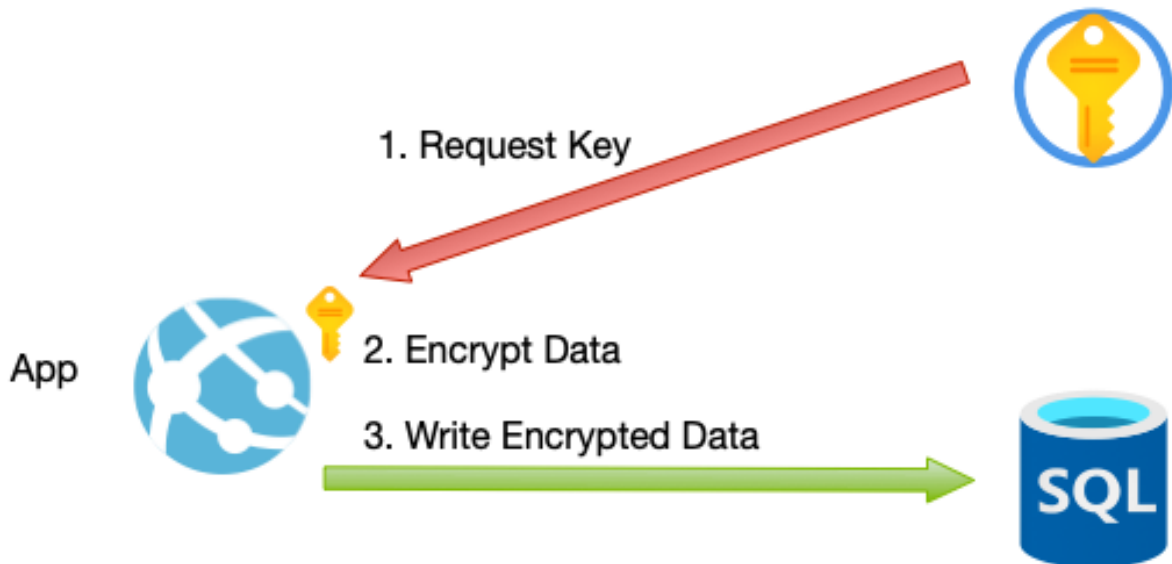 1. Request Key
App
2. Encrypt Data
3. Write Encrypted Data
SQL